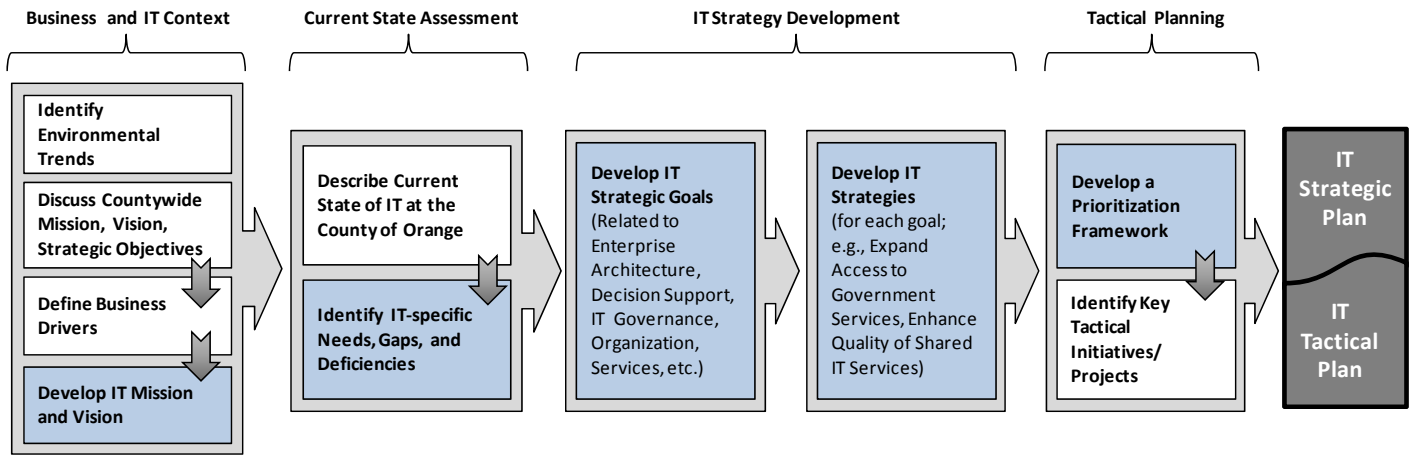 Business and IT Context
Current State Assessment
IT Strategy Development
Tactical Planning
Identify
Environmental
Trends
Discuss Countywide
Mission, Vision,
Strategic Objectives
Define Business
Drivers
Develop IT Mission
and Vision
Describe Current
State of IT at the
County of Orange
Identify IT-specific
Needs, Gaps, and
Deficiencies
Develop IT
Strategic Goals
(Related to
Enterprise
Architecture,
Decision Support,
IT Governance,
Organization,
Services, etc.)
Develop IT
Strategies
(for each goal;
e.g., Expand
Access to
Government
Services, Enhance
Quality of Shared
IT Services)
Develop a
Prioritization
Framework
Identify Key
Tactical
Initiatives/
Projects
IT
Strategic
Plan
IT
Tactical
Plan